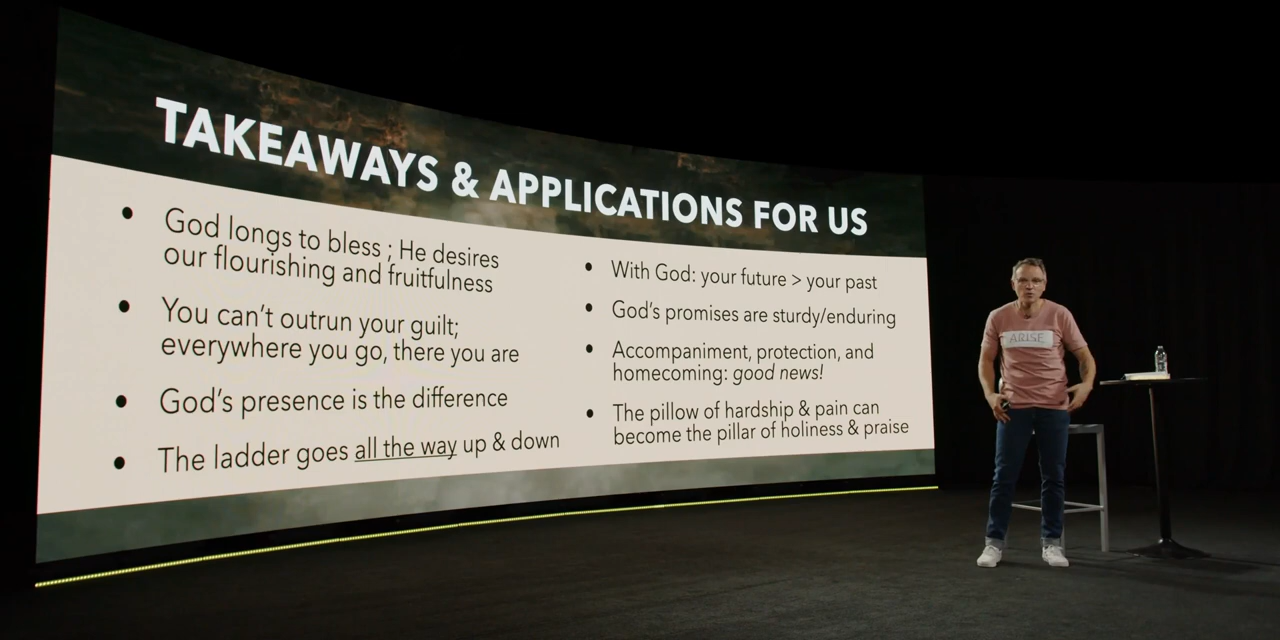 TAKEAWAYS & APPLICATIONS FOR US
• God longs to bless ; He desires
our flourishing and fruitfulness
• You can't outrun your guilt;
everywhere you go, there you are
• God's presence is the difference
• The ladder goes all the way up & down
• With God: your future > your past
• God's promises are sturdy/enduring
• Accompaniment, protection, and
homecoming: good news!
• The pillow of hardship & pain can
become the pillar of holiness & praise
ARISE